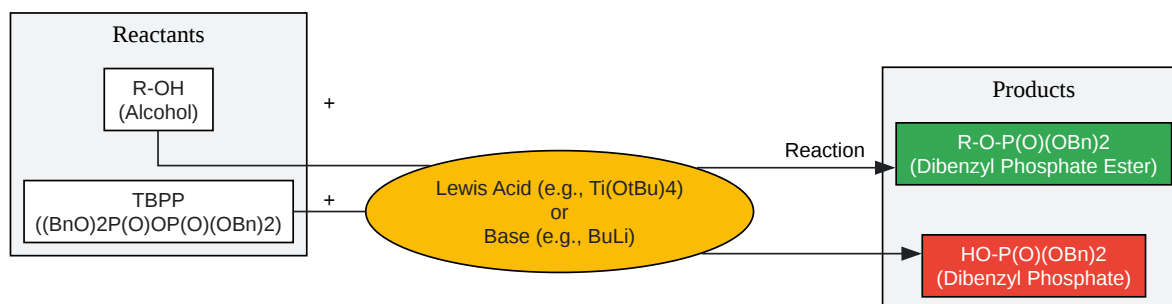 Reactants
R-OH
(Alcohol)
+
TBPP
((BnO)2P(O)OP(O)(OBn)2)
+
Lewis Acid (e.g., Ti(OtBu)4)
or
Base (e.g., BuLi)
Reaction
Products
R-O-P(O)(OBn)2
(Dibenzyl Phosphate Ester)
HO-P(O)(OBn)2
(Dibenzyl Phosphate)